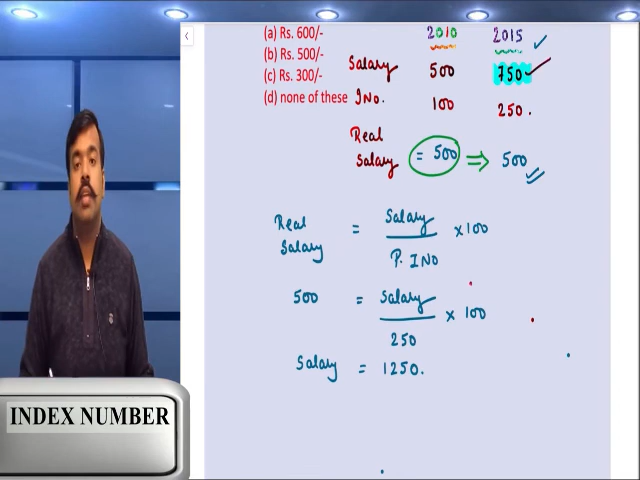 (a) Rs. 600/-
(b) Rs. 500/-
(c) Rs. 300/-
(d) none of these
2010 2015
Salary 500 750
I No. 100 250.
Real Salary = 500 ⇒ 500
Real Salary = Salary / P. I NO × 100
500 = Salary / 250 × 100
Salary = 1250.
INDEX NUMBER